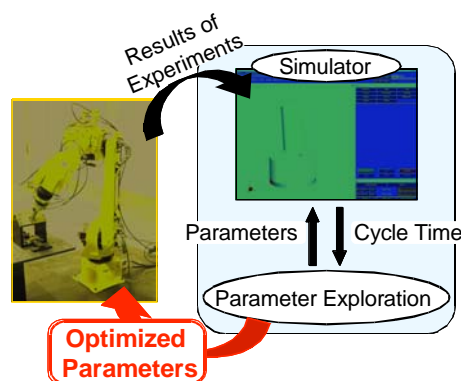 Results of
Experiments
Simulator
Parameters
Cycle Time
Parameter Exploration
Optimized
Parameters